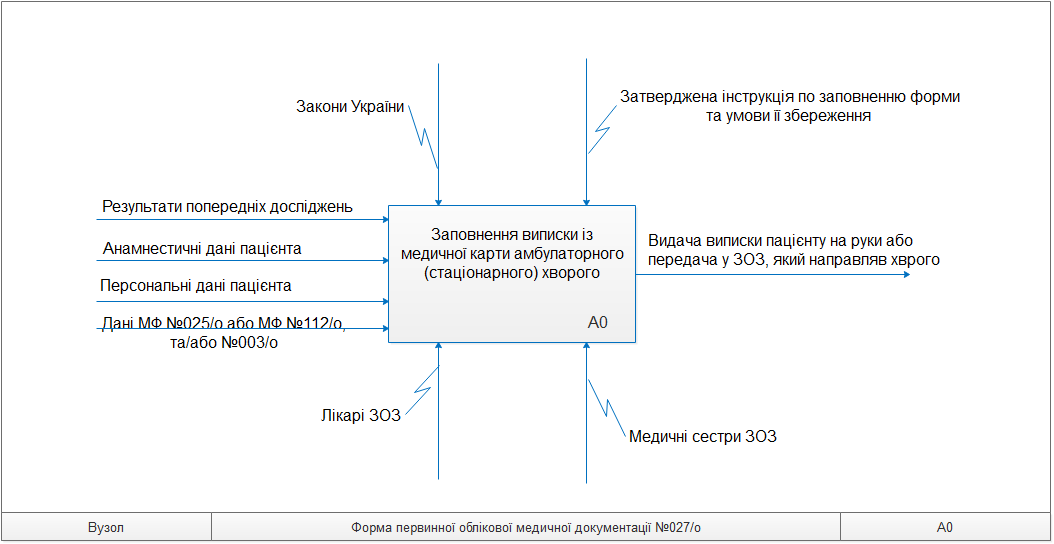 Закони України
Затверджена інструкція по заповненню форми
та умови її збереження
Результати попередніх досліджень
Анамнестичні дані пацієнта
Персональні дані пацієнта
Дані МФ №025/о або МФ №112/о,
та/або №003/о
Заповнення виписки із
медичної карти амбулаторного
(стаціонарного) хворого
А0
Видача виписки пацієнту на руки або
передача у ЗОЗ, який направляв хврого
Лікарі ЗОЗ
Медичні сестри ЗОЗ
Вузол
Форма первинної облікової медичної документації №027/о
А0